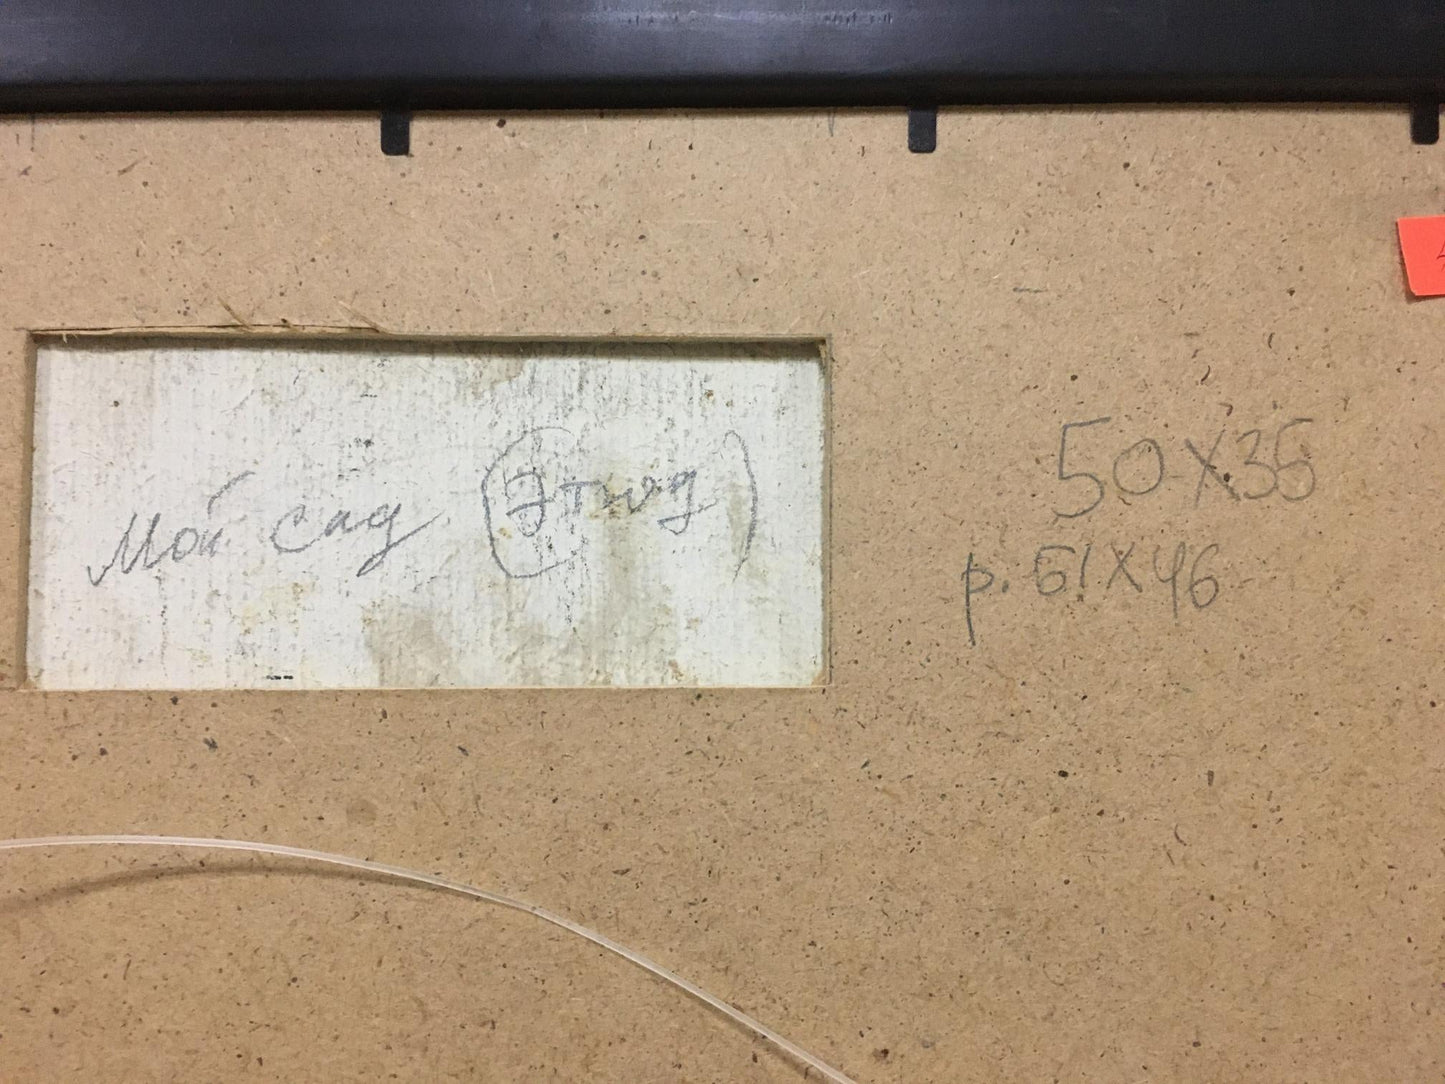 Мой сад (Этюд)
50х35
р. 61х46